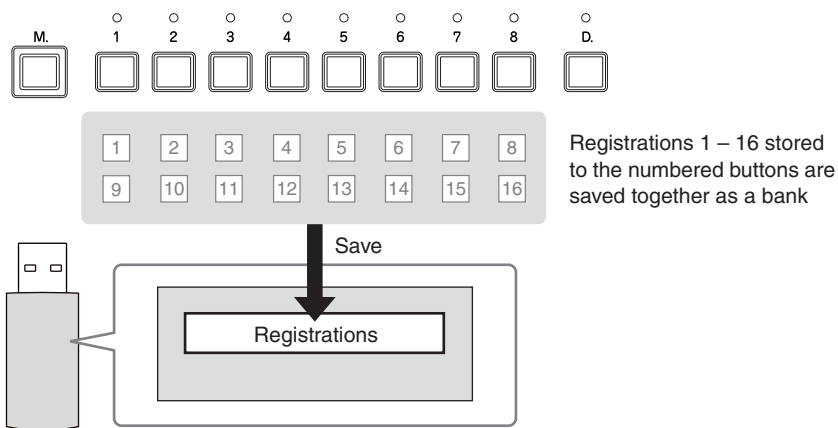 M. 1 2 3 4 5 6 7 8 D.
1 2 3 4 5 6 7 8
9 10 11 12 13 14 15 16
Registrations 1 – 16 stored
to the numbered buttons are
saved together as a bank
Save
Registrations